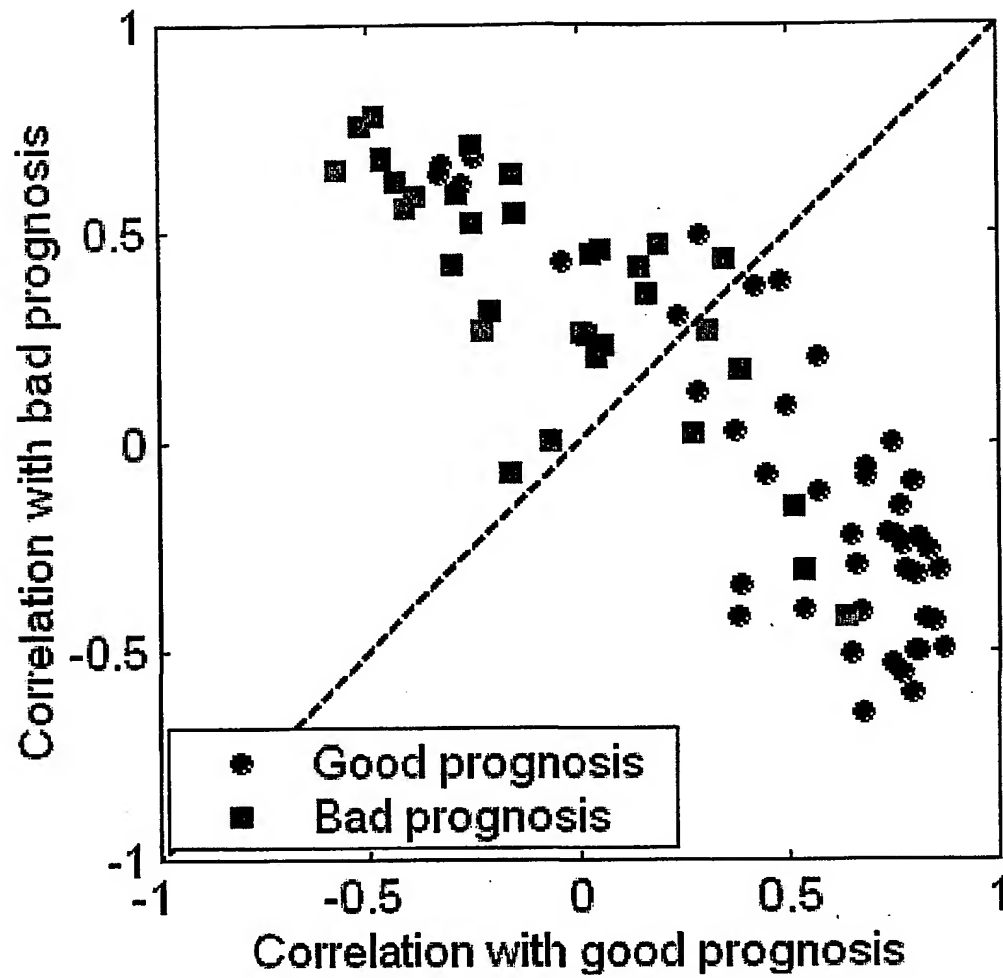 Correlation with bad prognosis
1
0.5
0
-0.5
-1
Good prognosis
Bad prognosis
-1
-0.5
0
0.5
1
Correlation with good prognosis